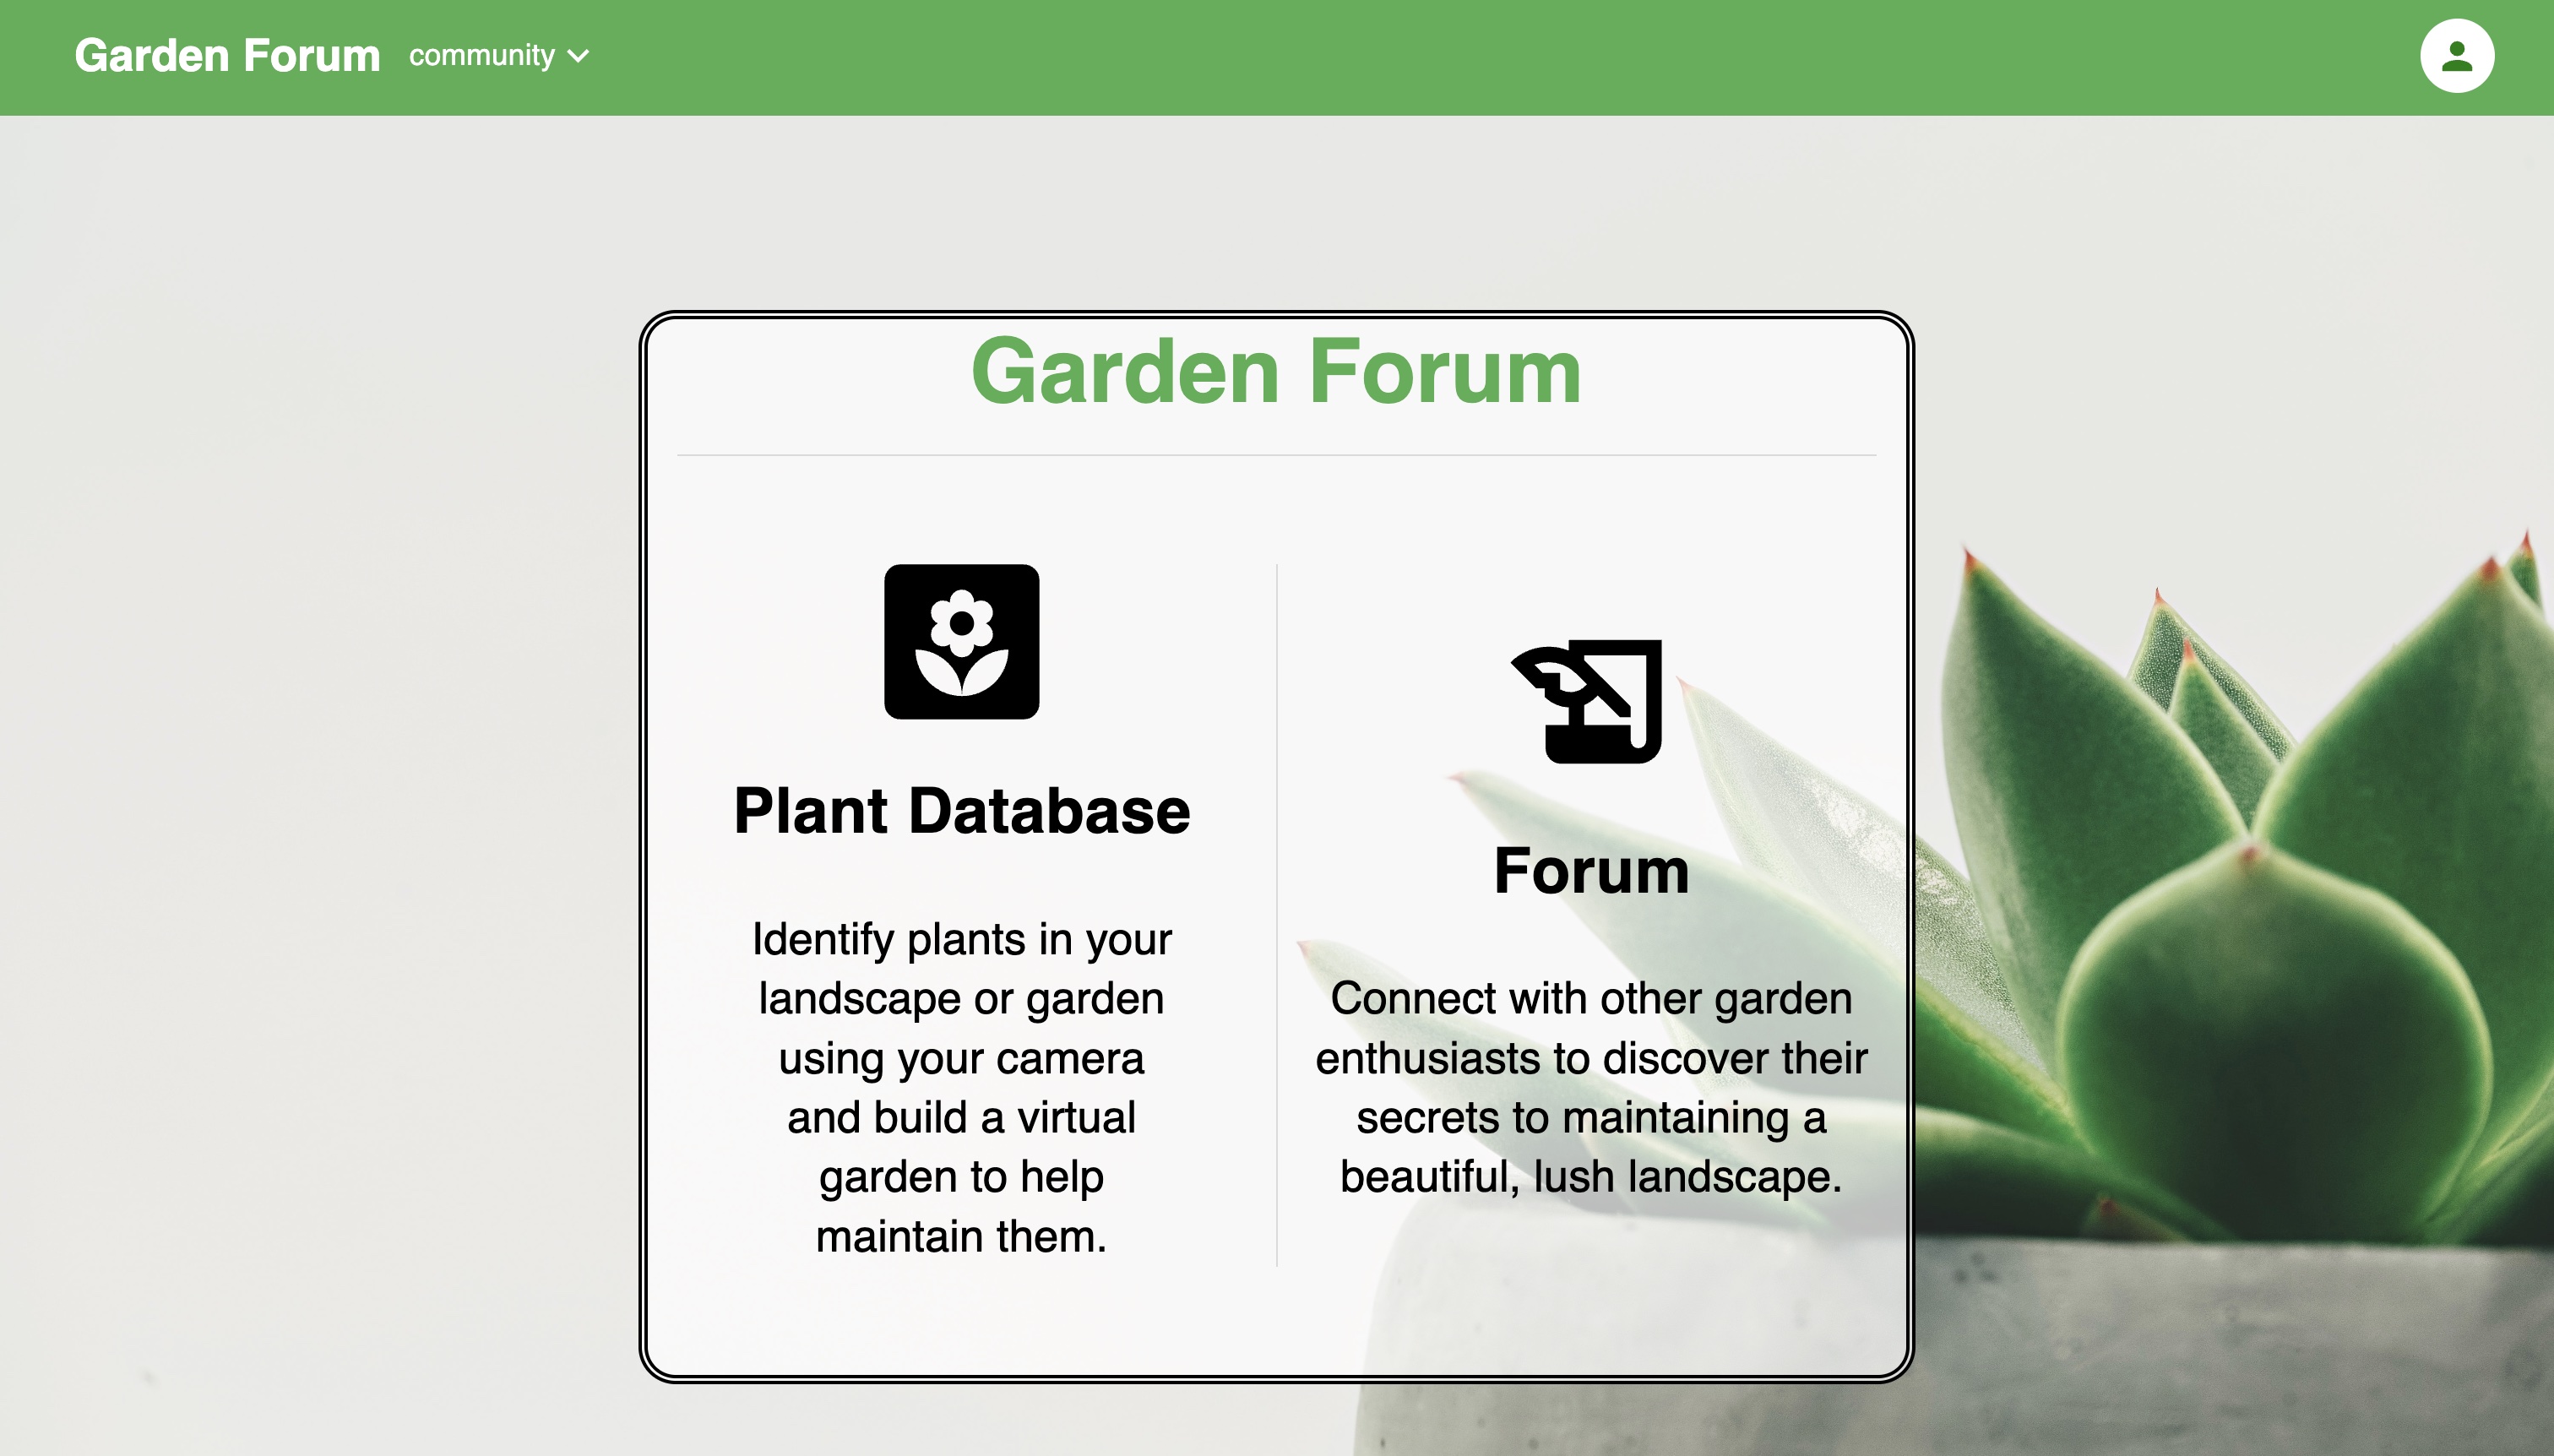 Garden Forum community
Garden Forum
Plant Database
Identify plants in your
landscape or garden
using your camera
and build a virtual
garden to help
maintain them.
Forum
Connect with other garden
enthusiasts to discover their
secrets to maintaining a
beautiful, lush landscape.